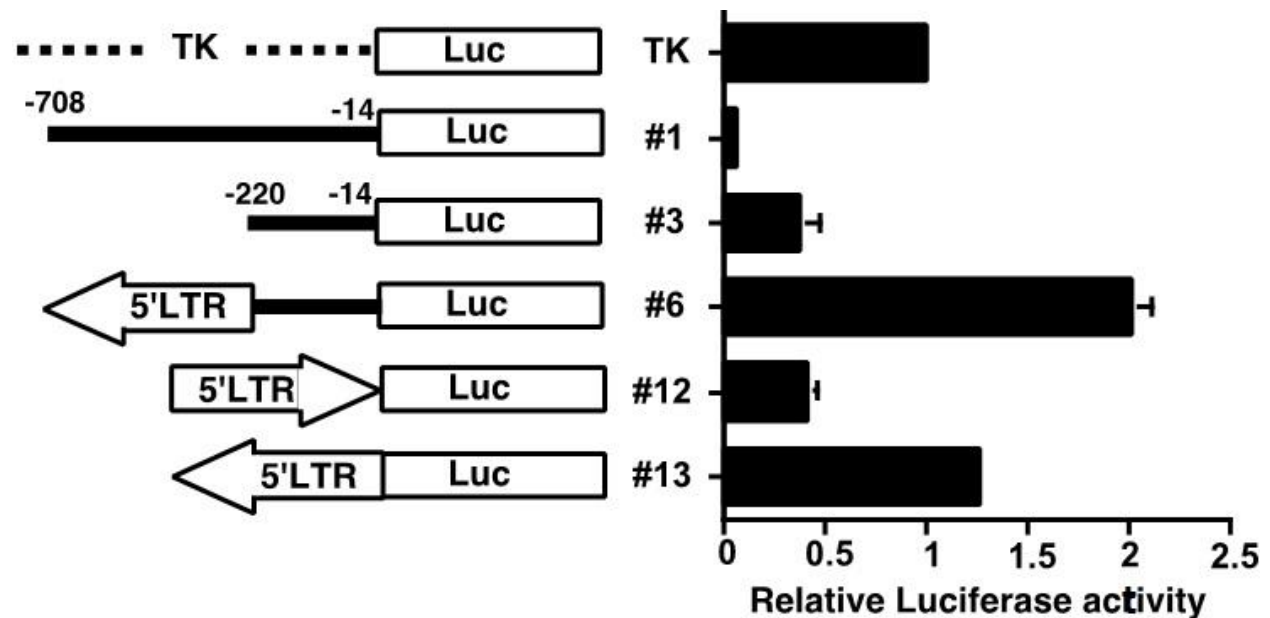 TK Luc TK
-708 -14 Luc #1
-220 -14 Luc #3
5'LTR Luc #6
5'LTR Luc #12
5'LTR Luc #13
0 0.5 1 1.5 2 2.5
Relative Luciferase activity